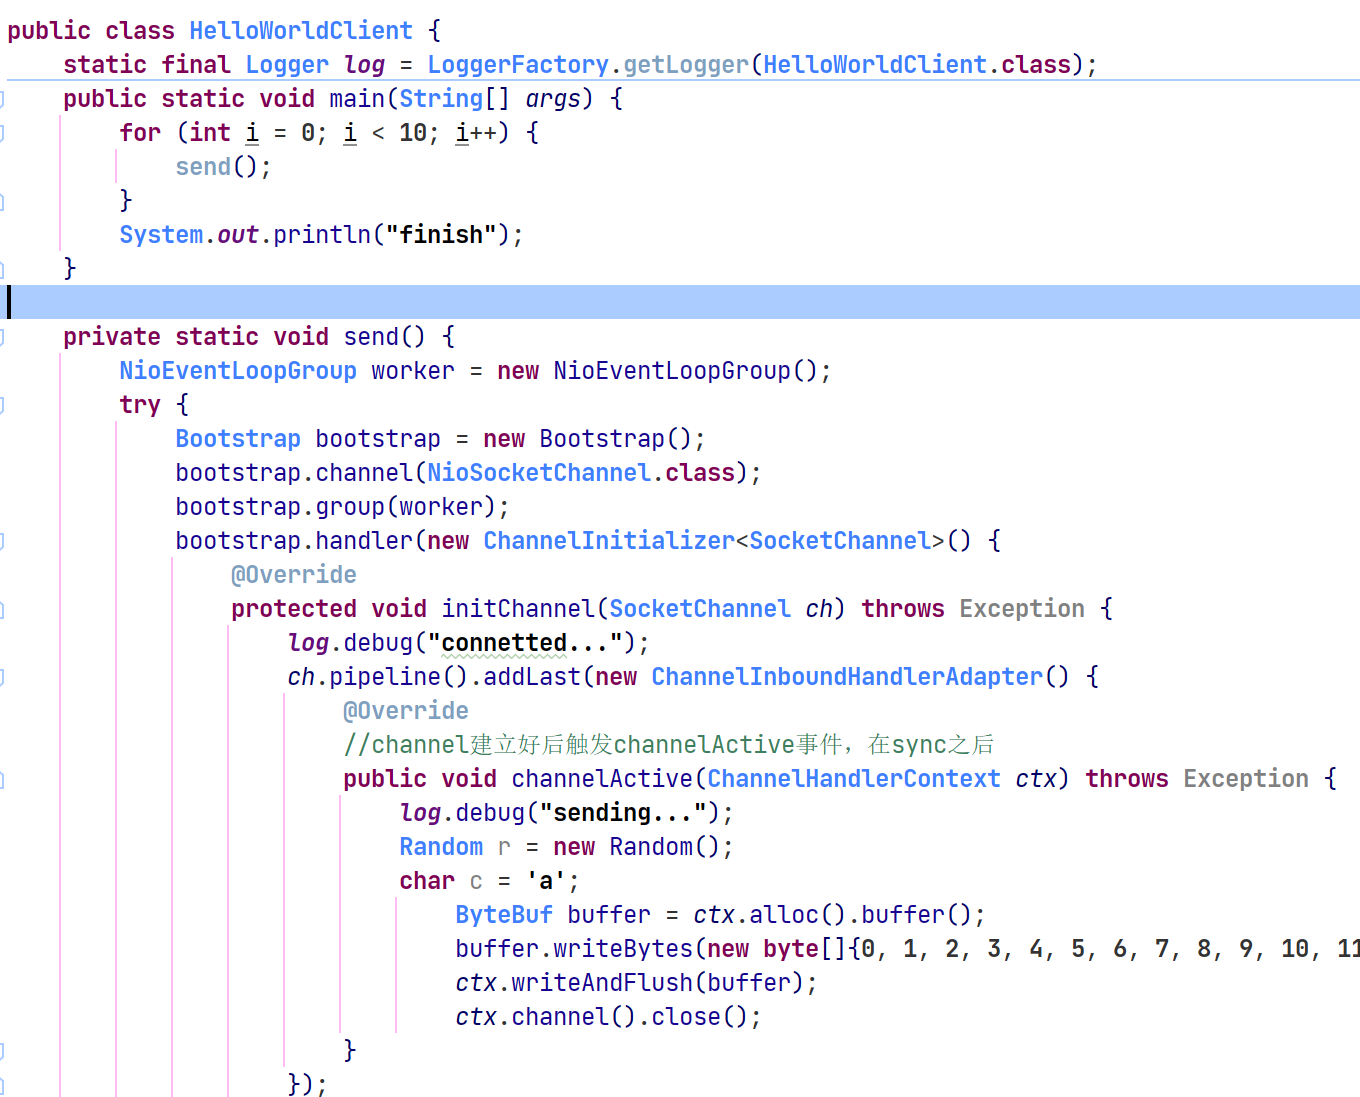 public class HelloWorldClient {
static final Logger log = LoggerFactory.getLogger(HelloWorldClient.class);
public static void main(String[] args) {
for (int i = 0; i < 10; i++) {
send();
}
System.out.println("finish");
}
private static void send() {
NioEventLoopGroup worker = new NioEventLoopGroup();
try {
Bootstrap bootstrap = new Bootstrap();
bootstrap.channel(NioSocketChannel.class);
bootstrap.group(worker);
bootstrap.handler(new ChannelInitializer<SocketChannel>() {
@Override
protected void initChannel(SocketChannel ch) throws Exception {
log.debug("connetted...");
ch.pipeline().addLast(new ChannelInboundHandlerAdapter() {
@Override
//channel建立好后触发channelActive事件，在sync之后
public void channelActive(ChannelHandlerContext ctx) throws Exception {
log.debug("sending...");
Random r = new Random();
char c = 'a';
ByteBuf buffer = ctx.alloc().buffer();
buffer.writeBytes(new byte[]{0, 1, 2, 3, 4, 5, 6, 7, 8, 9, 10, 11
ctx.writeAndFlush(buffer);
ctx.channel().close();
}
});